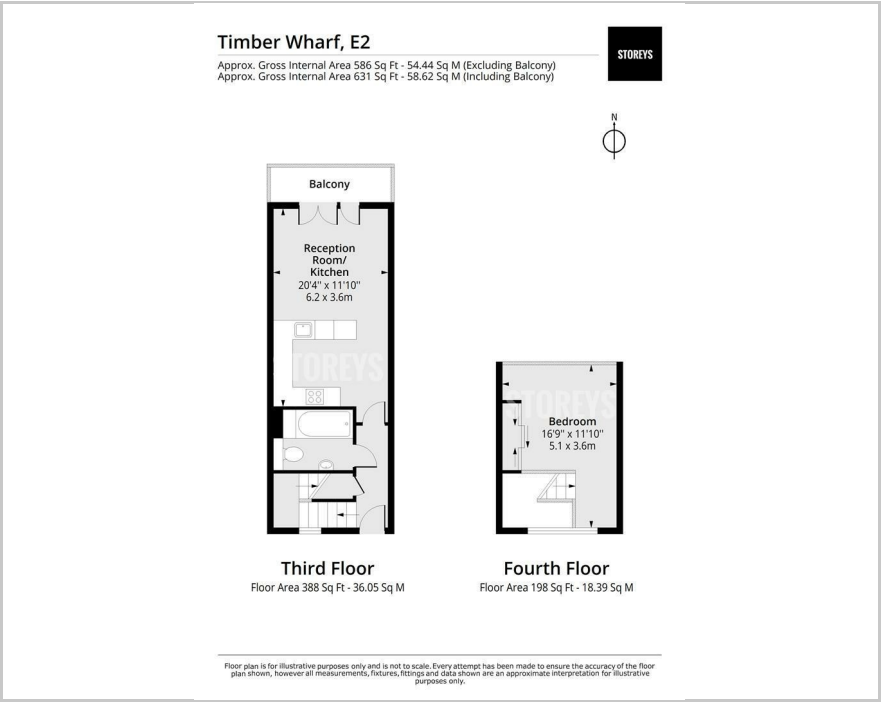 Timber Wharf, E2
Approx. Gross Internal Area 586 Sq Ft - 54.44 Sq M (Excluding Balcony)
Approx. Gross Internal Area 631 Sq Ft - 58.62 Sq M (Including Balcony)
STOREYS
N
Balcony
Reception
Room/
Kitchen
20'4" x 11'10"
6.2 x 3.6m
STOREYS
STOREYS
Bedroom
16'9" x 11'10"
5.1 x 3.6m
Third Floor
Floor Area 388 Sq Ft - 36.05 Sq M
Fourth Floor
Floor Area 198 Sq Ft - 18.39 Sq M
Floor plan is for illustrative purposes only and is not to scale. Every attempt has been made to ensure the accuracy of the floor
plan shown, however all measurements, fixtures, fittings and data shown are an approximate interpretation for illustrative
purposes only.